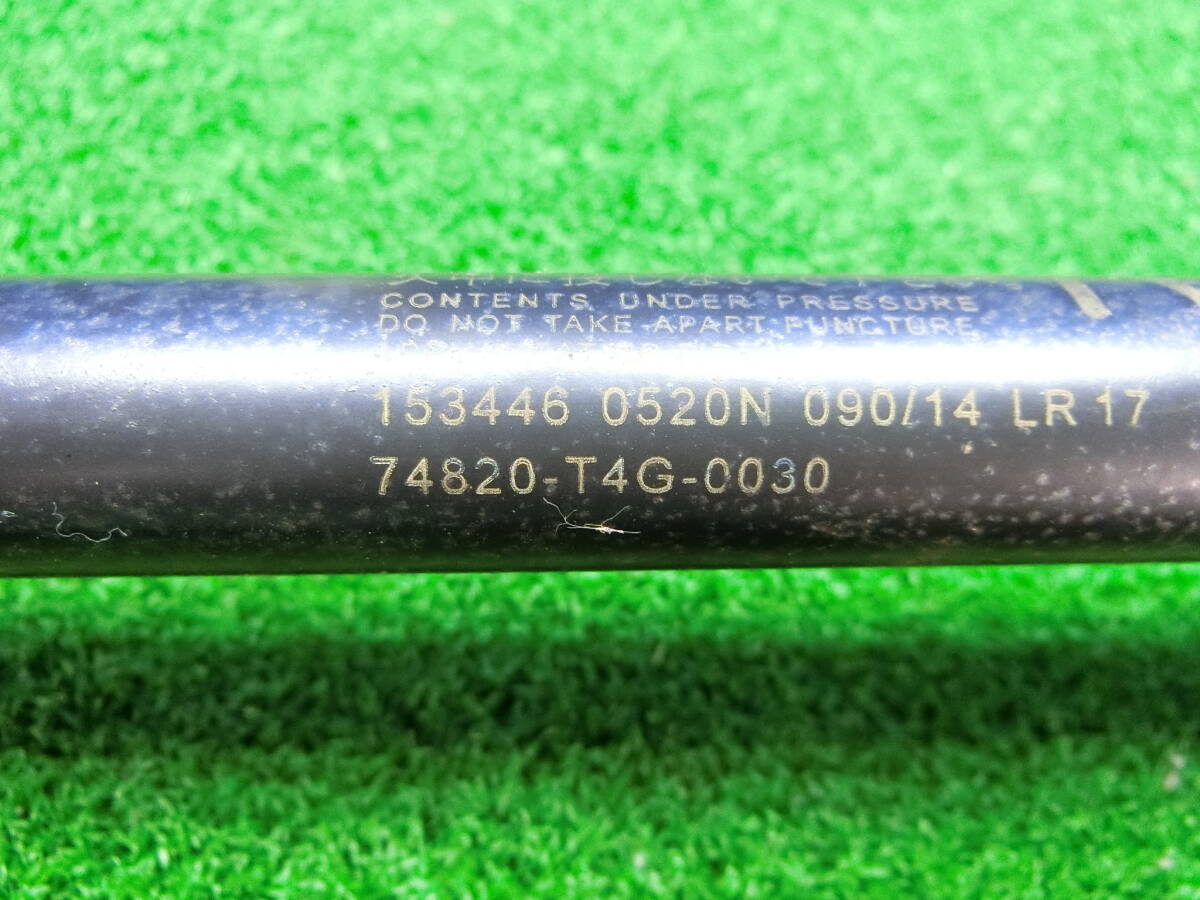 CONTENTS UNDER PRESSURE
DO NOT TAKE APART PUNCTURE
153446 0520N 090/14 LR 17
74820-T4G-0030